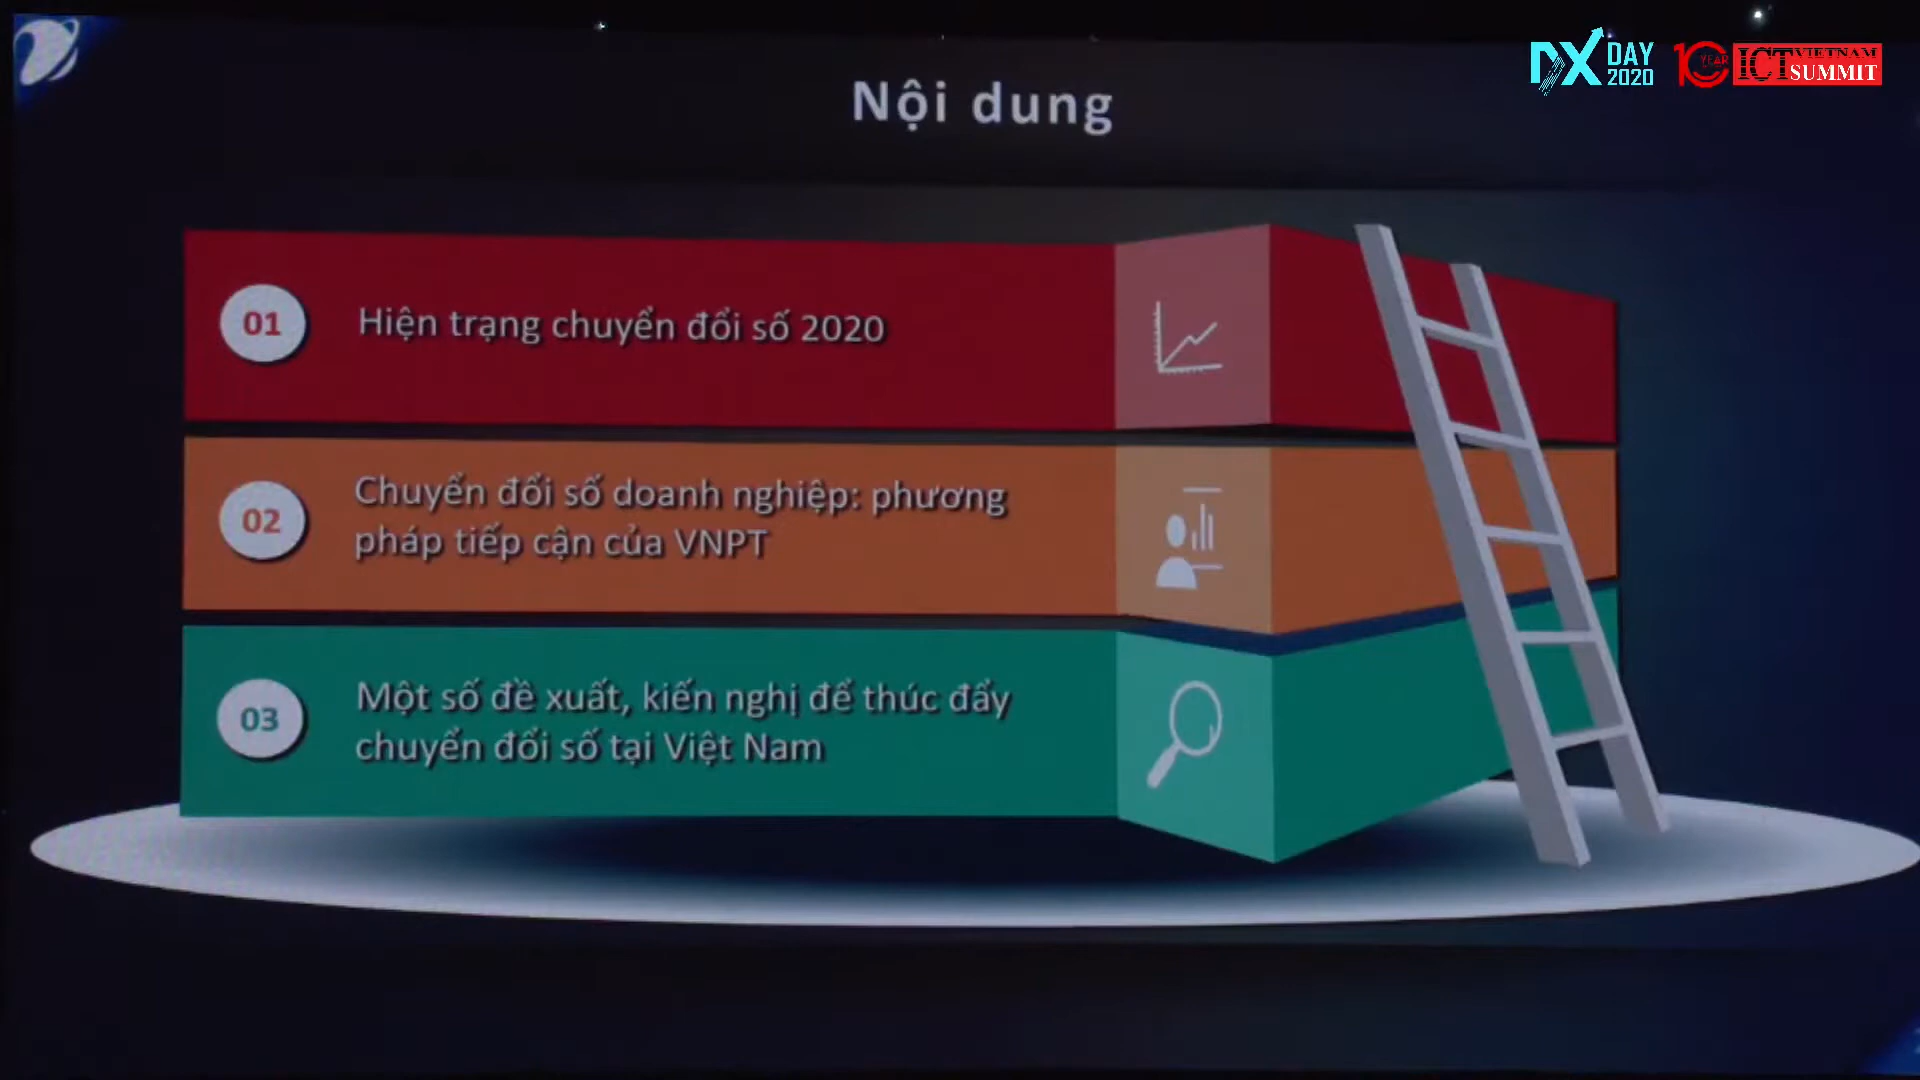 DX DAY 2020
10 YEAR VIETNAM ICT SUMMIT
Nội dung
01
Hiện trạng chuyển đổi số 2020
02
Chuyển đổi số doanh nghiệp: phương
pháp tiếp cận của VNPT
03
Một số đề xuất, kiến nghị để thúc đẩy
chuyển đổi số tại Việt Nam